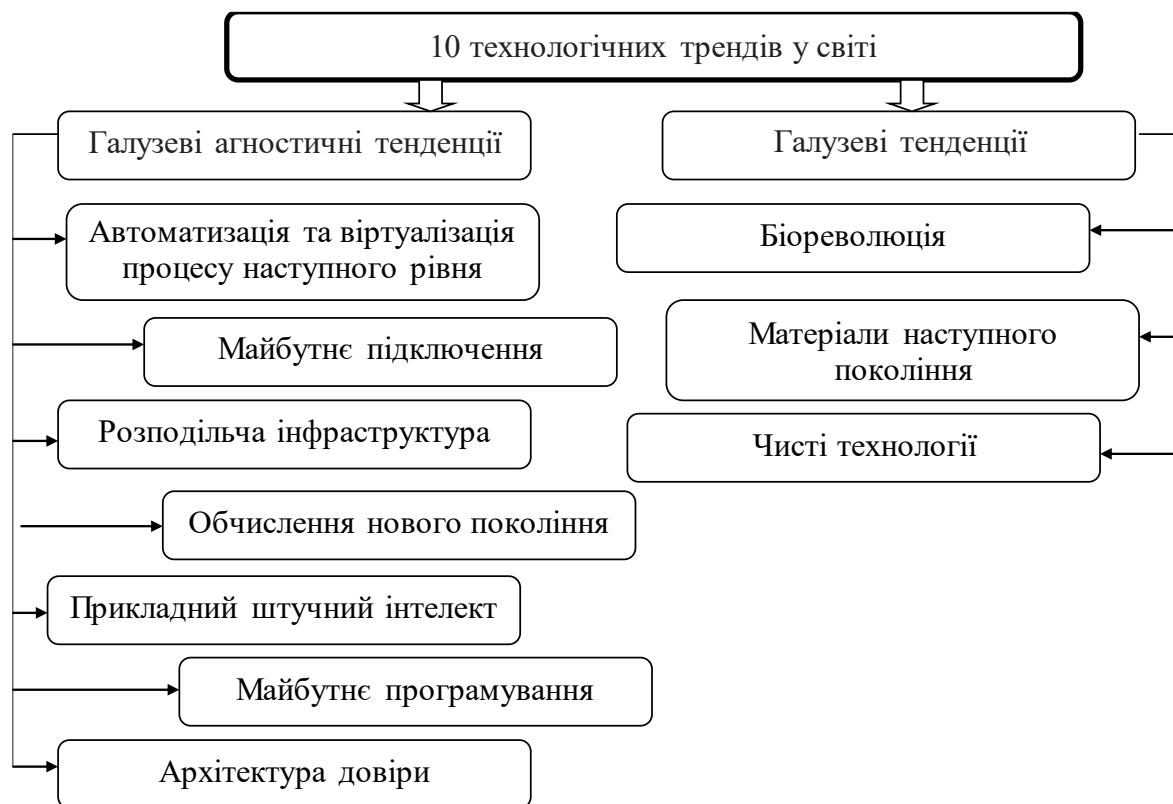 10 технологічних трендів у світі
Галузеві агностичні тенденції
Автоматизація та віртуалізація
процесу наступного рівня
Майбутнє підключення
Розподільча інфраструктура
Обчислення нового покоління
Прикладний штучний інтелект
Майбутнє програмування
Архітектура довіри
Галузеві тенденції
Біореволюція
Матеріали наступного
покоління
Чисті технології